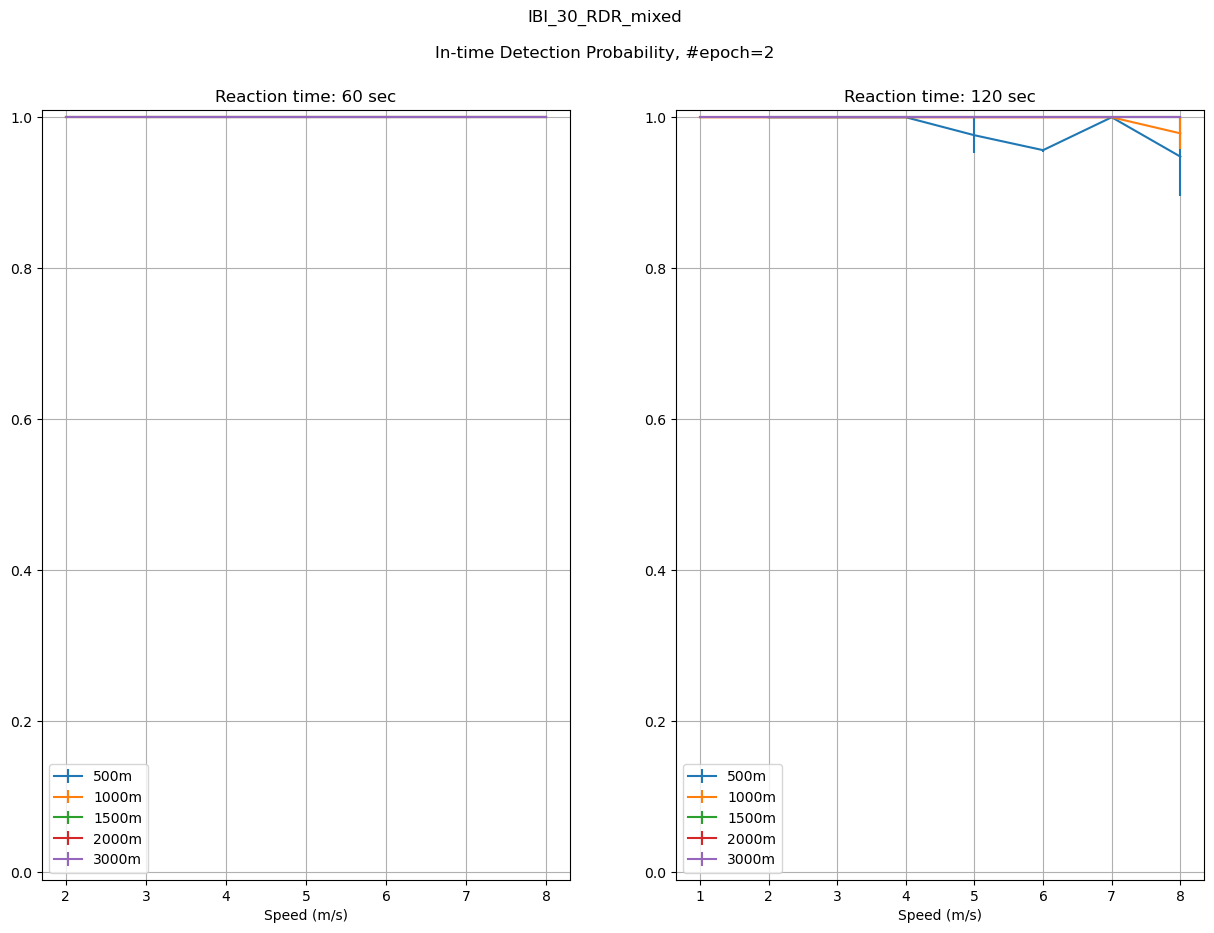 IBI_30_RDR_mixed
In-time Detection Probability, #epoch=2
Reaction time: 60 sec
1.0
0.8
0.6
0.4
0.2
0.0
500m
1000m
1500m
2000m
3000m
2 3 4 5 6 7 8
Speed (m/s)
Reaction time: 120 sec
1.0
0.8
0.6
0.4
0.2
0.0
500m
1000m
1500m
2000m
3000m
1 2 3 4 5 6 7 8
Speed (m/s)